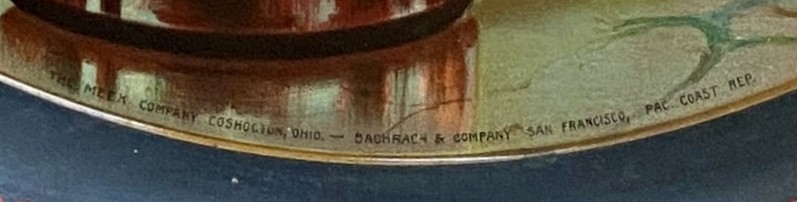 THE MEEK COMPANY COSHOCTON, OHIO. — BACHRACH & COMPANY SAN FRANCISCO, PAC. COAST REP.